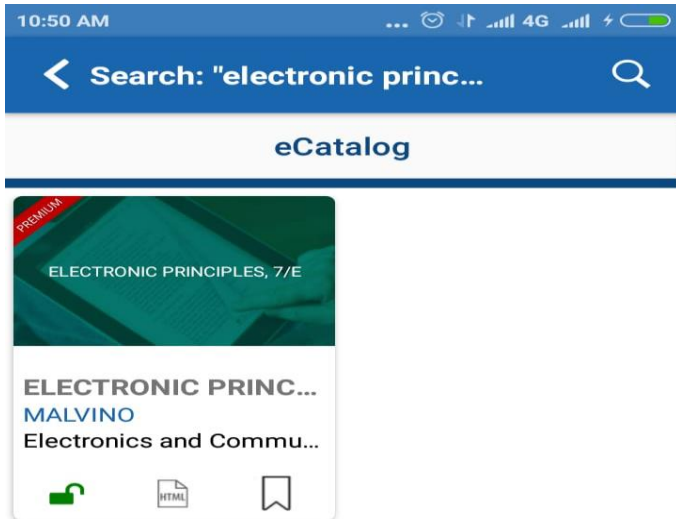 10:50 AM ... 4G
Search: "electronic princ...
eCatalog
PREMIUM
ELECTRONIC PRINCIPLES, 7/E
ELECTRONIC PRINC...
MALVINO
Electronics and Commu...
HTML